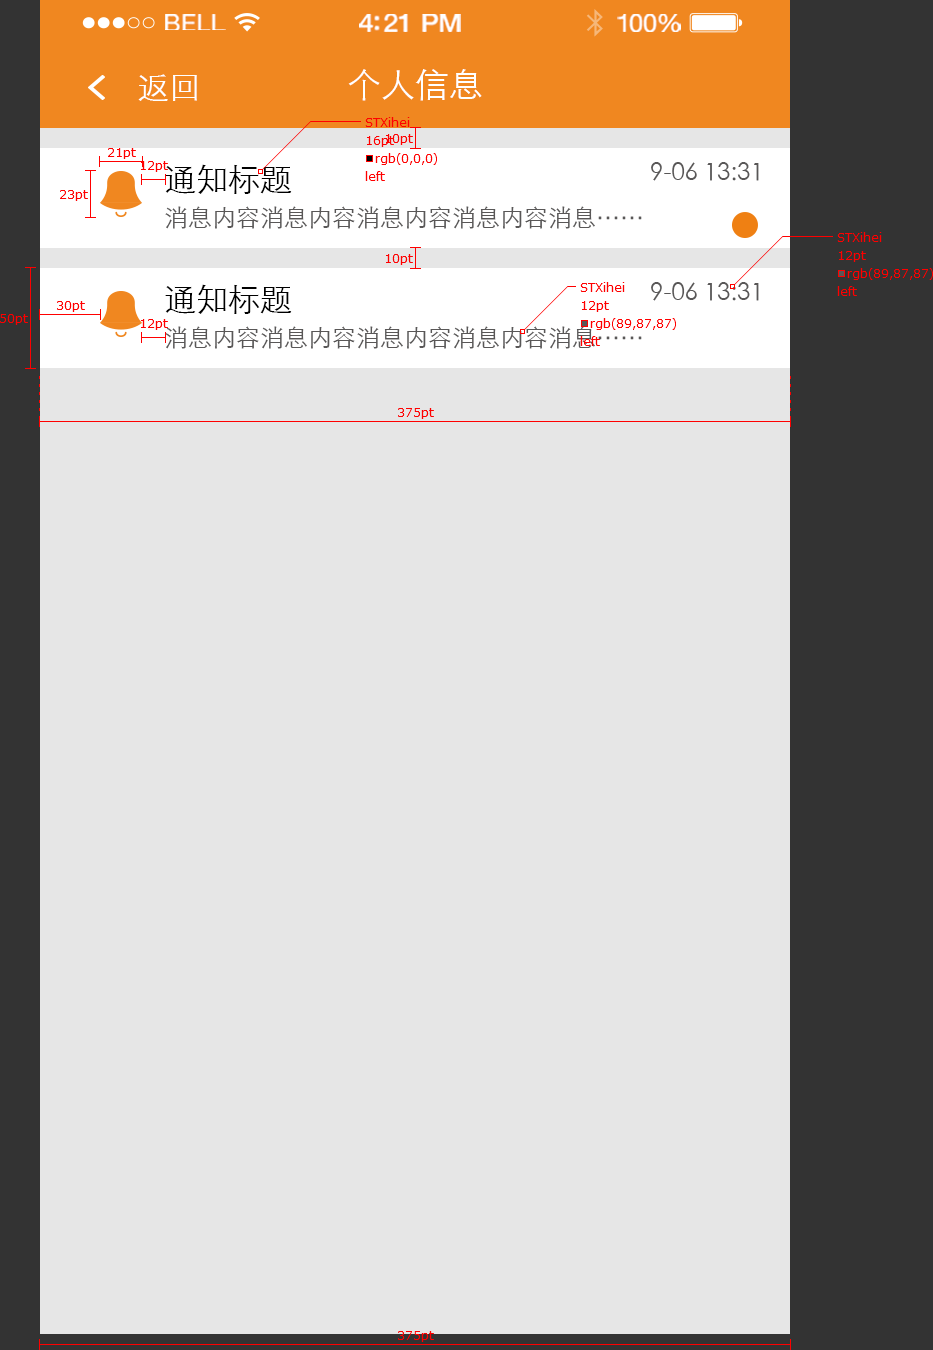 BELL 4:21 PM 100%
返回 个人信息
STXihei
16pt
10pt
rgb(0,0,0)
left
21pt
12pt
23pt
通知标题
9-06 13:31
消息内容消息内容消息内容消息内容消息……
STXihei
12pt
rgb(89,87,87)
left
10pt
50pt
30pt
12pt
通知标题
9-06 13:31
消息内容消息内容消息内容消息内容消息……
STXihei
12pt
rgb(89,87,87)
left
375pt
375pt